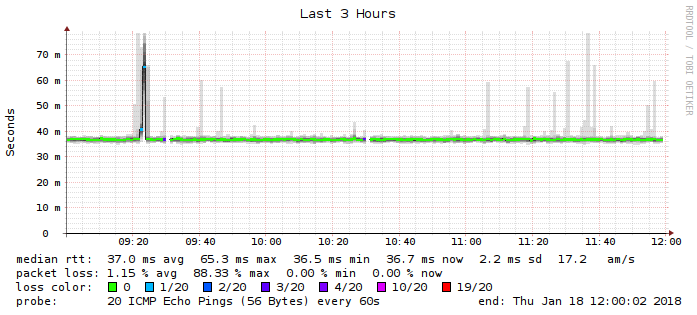 Last 3 Hours
RRDTOOL / TOBI OETIKER
Seconds
70 m
60 m
50 m
40 m
30 m
20 m
10 m
0
09:20 09:40 10:00 10:20 10:40 11:00 11:20 11:40 12:00
median rtt: 37.0 ms avg 65.3 ms max 36.5 ms min 36.7 ms now 2.2 ms sd 17.2 am/s
packet loss: 1.15 % avg 88.33 % max 0.00 % min 0.00 % now
loss color: 0 1/20 2/20 3/20 4/20 10/20 19/20
probe: 20 ICMP Echo Pings (56 Bytes) every 60s end: Thu Jan 18 12:00:02 2018